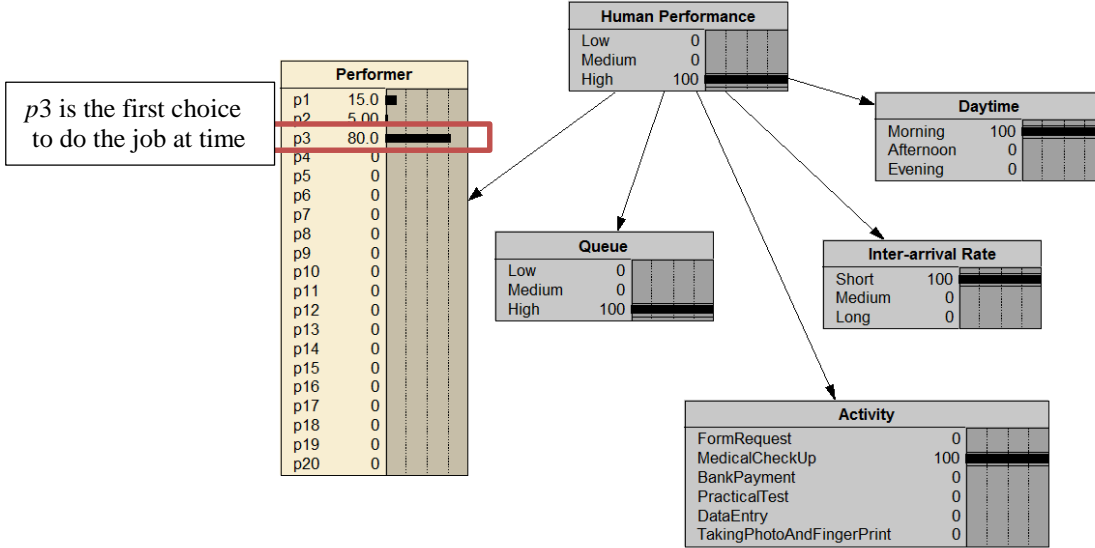 Human Performance
Low 0
Medium 0
High 100
Performer
p1 15.0
p2 5.00
p3 80.0
p4 0
p5 0
p6 0
p7 0
p8 0
p9 0
p10 0
p11 0
p12 0
p13 0
p14 0
p15 0
p16 0
p17 0
p18 0
p19 0
p20 0
p3 is the first choice
to do the job at time
Daytime
Morning 100
Afternoon 0
Evening 0
Queue
Low 0
Medium 0
High 100
Inter-arrival Rate
Short 100
Medium 0
Long 0
Activity
FormRequest 0
MedicalCheckUp 100
BankPayment 0
PracticalTest 0
DataEntry 0
TakingPhotoAndFingerPrint 0